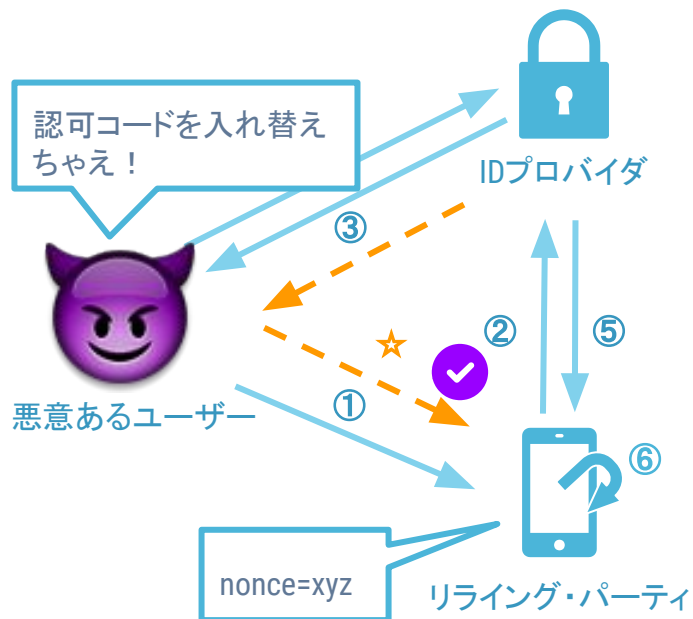 認可コードを入れ替え
ちゃえ！
IDプロバイダ
③
②
⑤
悪意あるユーザー
①
⑥
nonce=xyz
リライング・パーティ